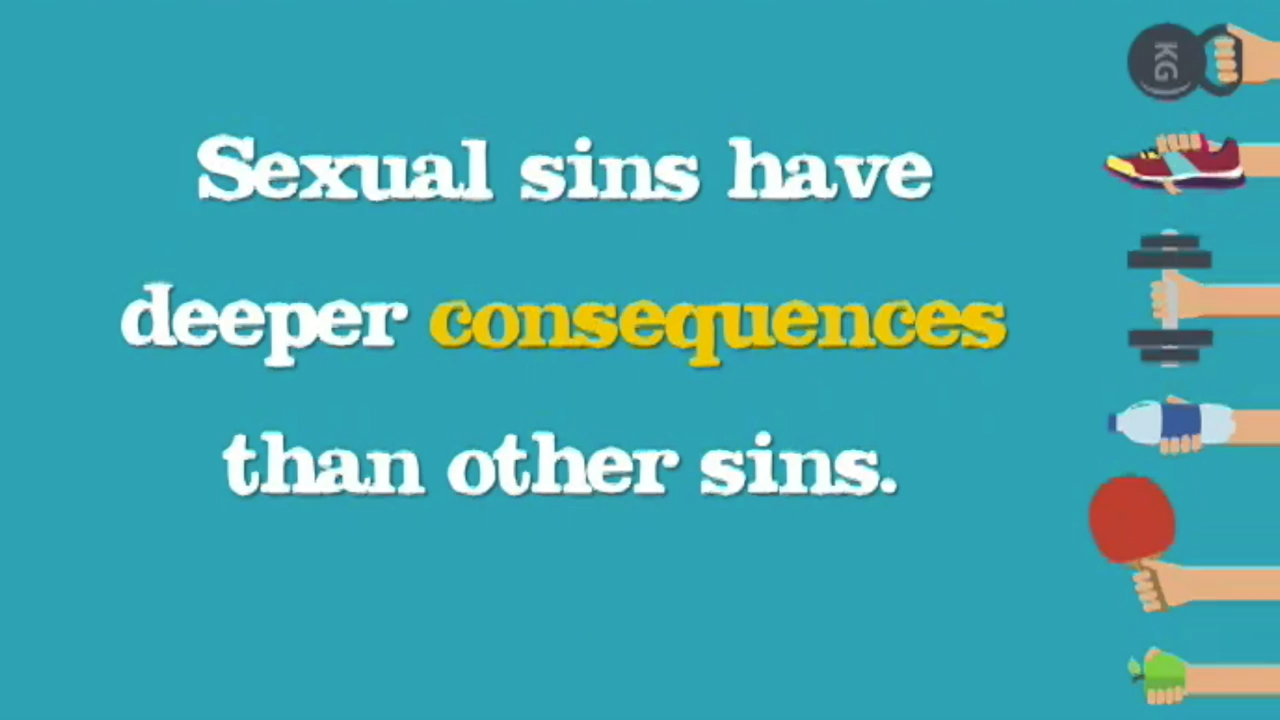 Sexual sins have
deeper consequences
than other sins.
KG